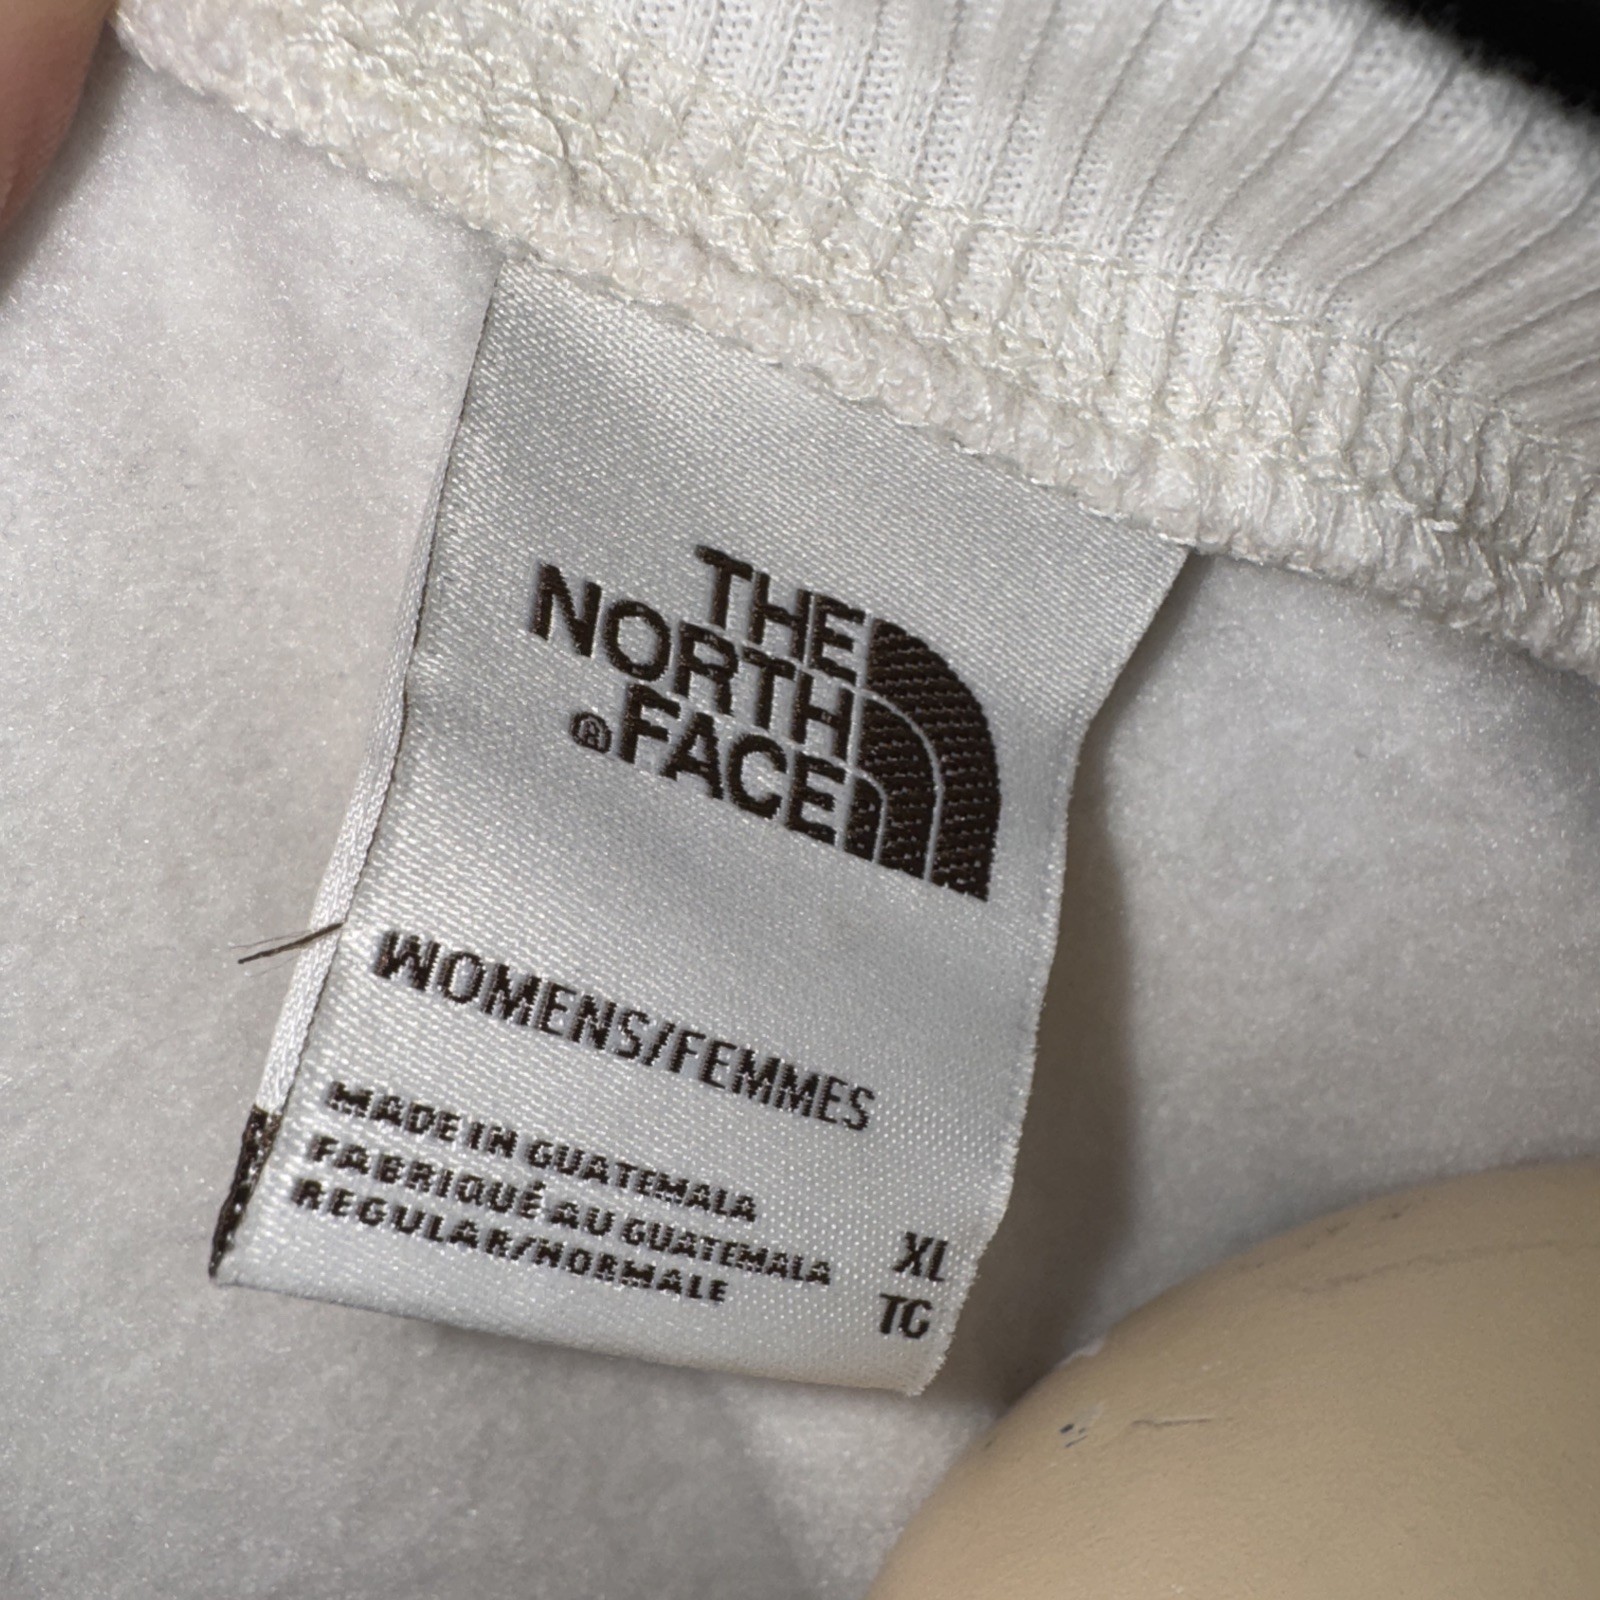 THE
NORTH
FACE
®
WOMENS/FEMMES
MADE IN GUATEMALA
FABRIQUÉ AU GUATEMALA
REGULAR/NORMALE
XL
TG